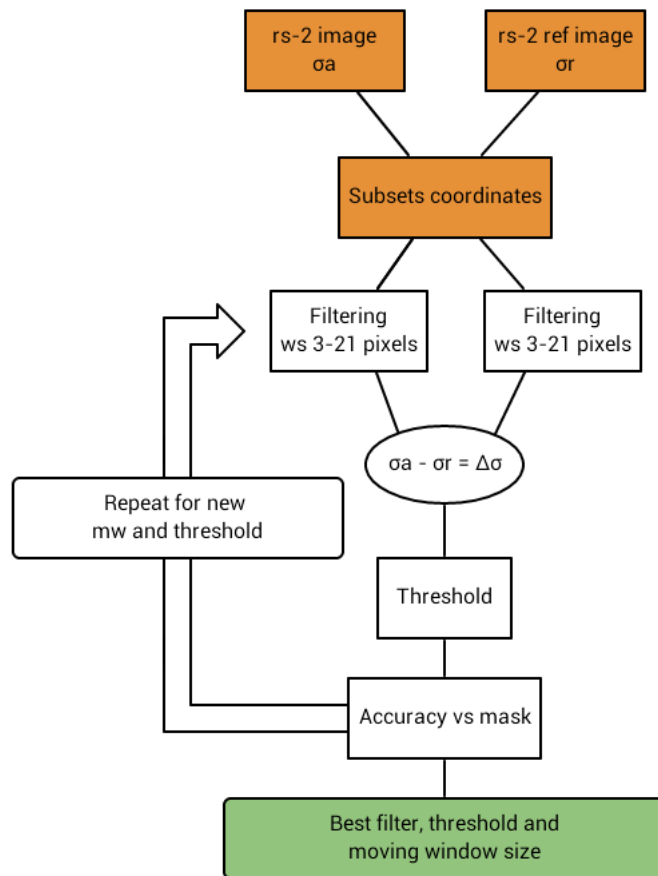 rs-2 image
σa
rs-2 ref image
σr
Subsets coordinates
Filtering
ws 3-21 pixels
Filtering
ws 3-21 pixels
σa - σr = Δσ
Repeat for new
mw and threshold
Threshold
Accuracy vs mask
Best filter, threshold and
moving window size